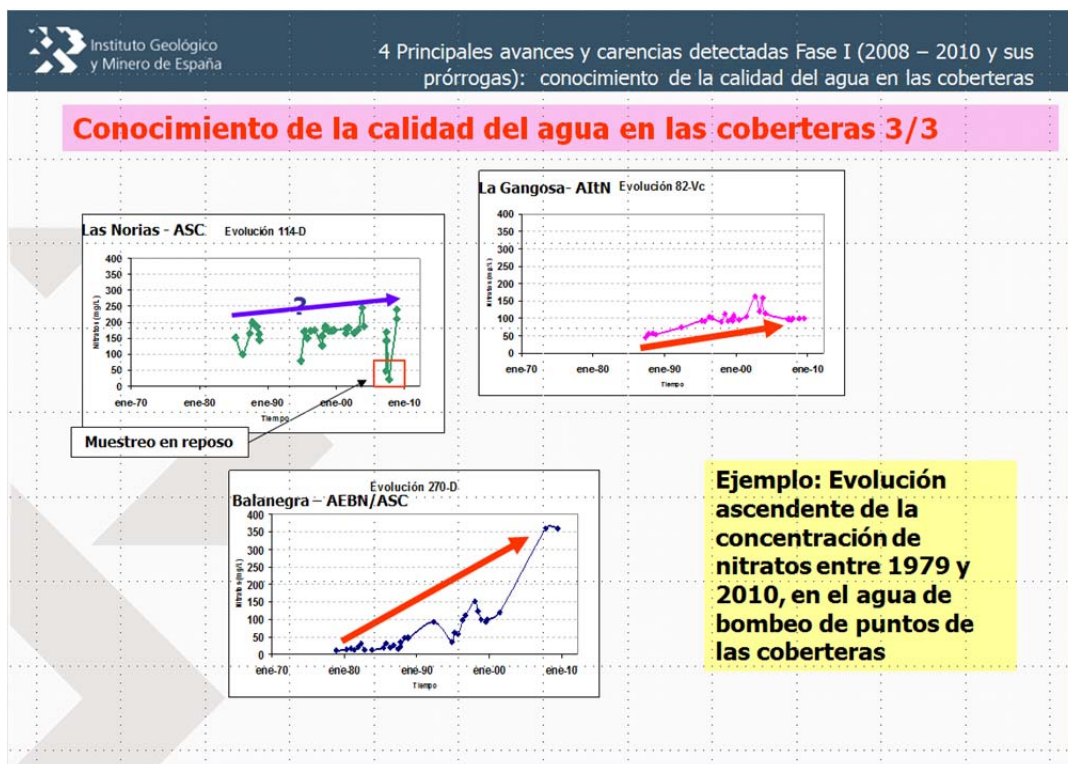 Instituto Geológico
y Minero de España
4 Principales avances y carencias detectadas Fase I (2008 – 2010 y sus
prórrogas): conocimiento de la calidad del agua en las coberteras
Conocimiento de la calidad del agua en las coberteras 3/3
La Gangosa- AItN Evolución 82-Vc
400
350
300
250
200
150
100
50
0
Nitratos (mg/L)
ene-70 ene-80 ene-90 ene-00 ene-10
Tiempo
Las Norias - ASC Evolución 114-D
400
350
300
250
200
150
100
50
0
Nitratos (mg/L)
?
ene-70 ene-80 ene-90 ene-00 ene-10
Tiempo
Muestreo en reposo
Evolución 270-D
Balanegra – AEBN/ASC
400
350
300
250
200
150
100
50
0
Nitratos (mg/L)
ene-70 ene-80 ene-90 ene-00 ene-10
Tiempo
Ejemplo: Evolución
ascendente de la
concentración de
nitratos entre 1979 y
2010, en el agua de
bombeo de puntos de
las coberteras